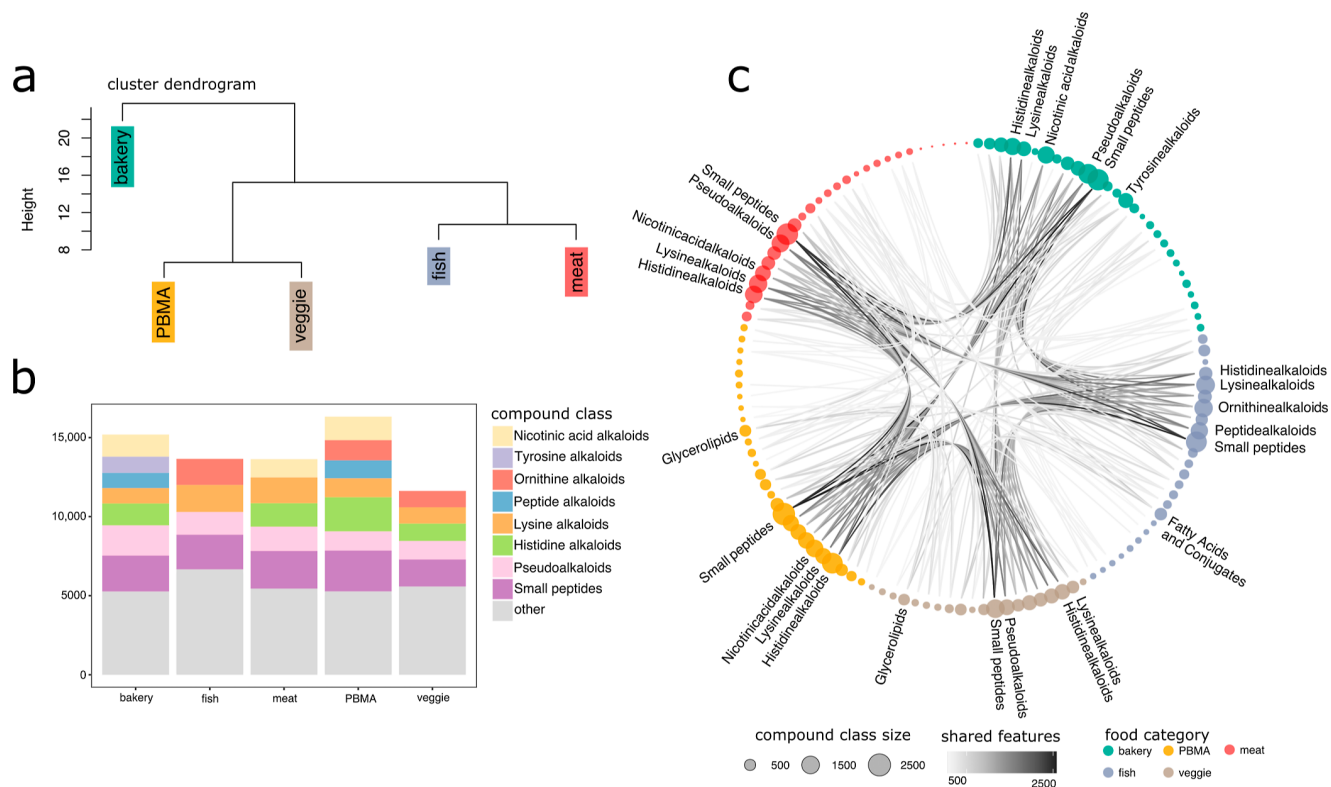 a
cluster dendrogram
Height
20
16
12
8
bakery
PBMA
veggie
fish
meat
b
15,000
10,000
5000
0
bakery
fish
meat
PBMA
veggie
compound class
Nicotinic acid alkaloids
Tyrosine alkaloids
Ornithine alkaloids
Peptide alkaloids
Lysine alkaloids
Histidine alkaloids
Pseudoalkaloids
Small peptides
other
c
Histidinealkaloids
Lysinealkaloids
Nicotinic acidalkaloids
Pseudoalkaloids
Small peptides
Tyrosinealkaloids
Histidinealkaloids
Lysinealkaloids
Ornithinealkaloids
Peptidealkaloids
Small peptides
Fatty Acids
and Conjugates
Lysinealkaloids
Histidinealkaloids
Pseudoalkaloids
Small peptides
Glycerolipids
Histidinealkaloids
Lysinealkaloids
Nicotinicacidalkaloids
Small peptides
Glycerolipids
Histidinealkaloids
Lysinealkaloids
Nicotinicacidalkaloids
Pseudoalkaloids
Small peptides
compound class size
500
1500
2500
shared features
500
2500
food category
bakery
PBMA
meat
fish
veggie